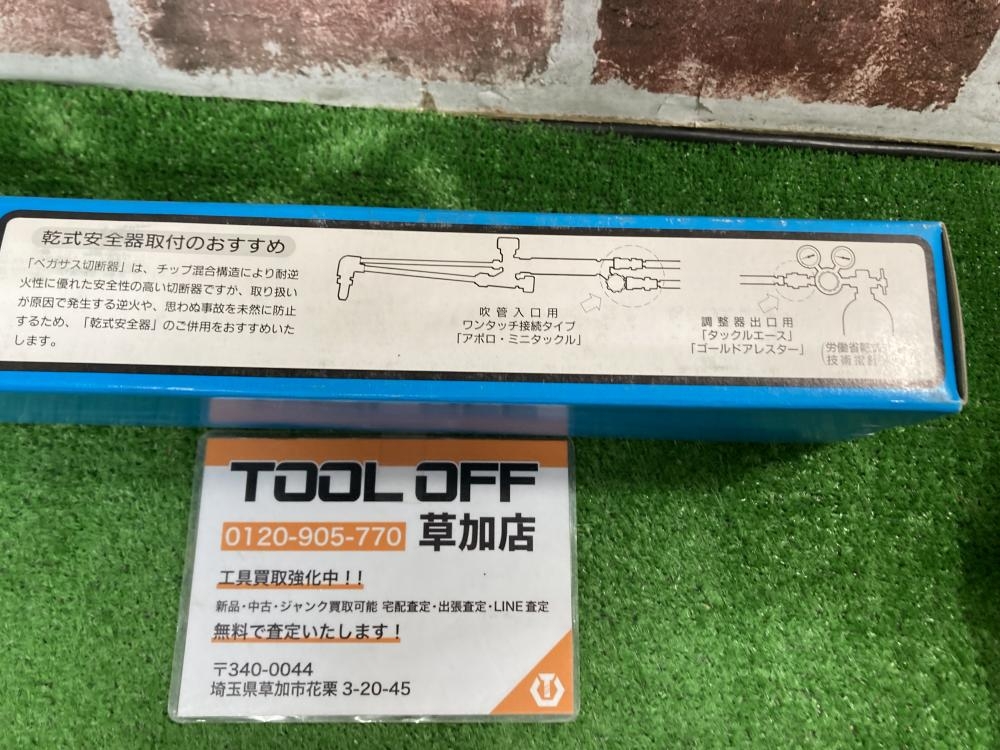 乾式安全器取付のおすすめ
「ペガサス切断器」は、チップ混合構造により耐逆
火性に優れた安全性の高い切断器ですが、取り扱い
が原因で発生する逆火や、思わぬ事故を未然に防止
するため、「乾式安全器」のご併用をおすすめいた
します。
吹管入口用
ワンタッチ接続タイプ
「アポロ・ミニタックル」
調整器出口用
「タックルエース」
「ゴールドアレスター」
労働省乾式
技術指針
TOOL OFF
0120-905-770 草加店
工具買取強化中！！
新品・中古・ジャンク買取可能 宅配査定・出張査定・LINE査定
無料で査定いたします！
〒340-0044
埼玉県草加市花栗 3-20-45